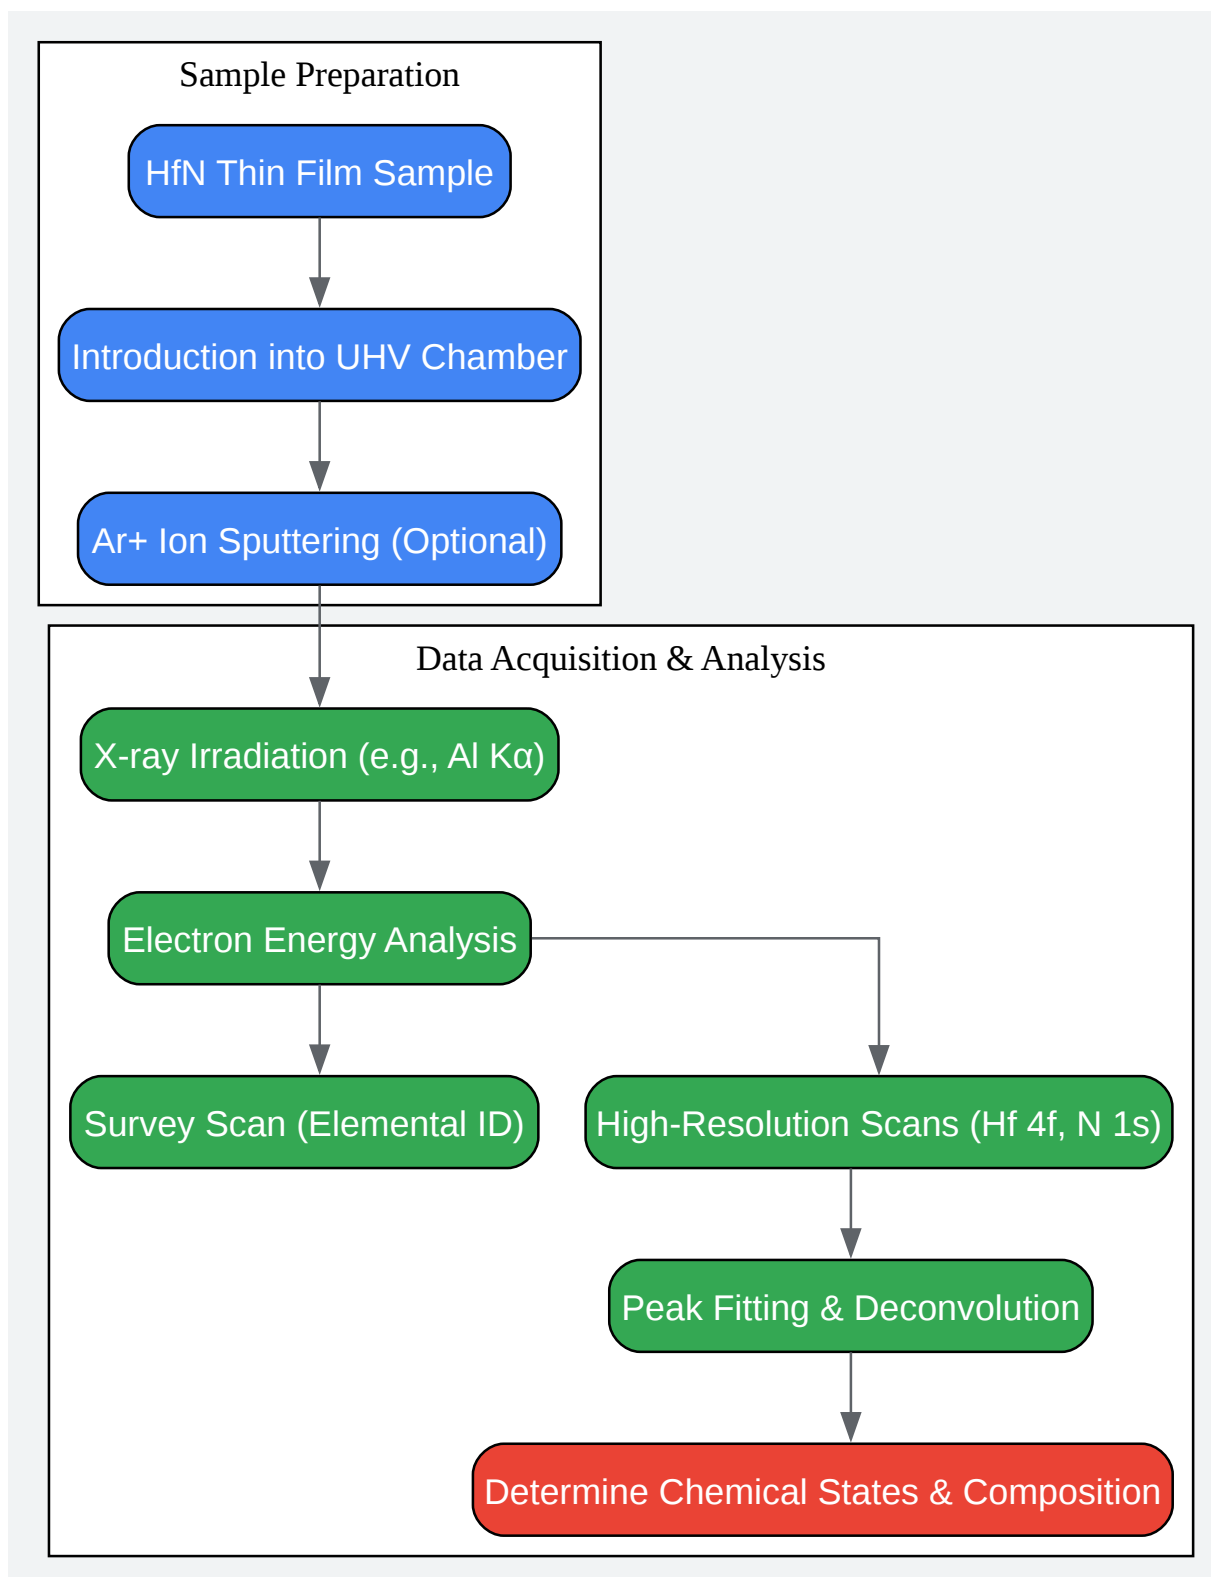 Sample Preparation
HfN Thin Film Sample
Introduction into UHV Chamber
Ar+ Ion Sputtering (Optional)
Data Acquisition & Analysis
X-ray Irradiation (e.g., Al Kα)
Electron Energy Analysis
Survey Scan (Elemental ID)
High-Resolution Scans (Hf 4f, N 1s)
Peak Fitting & Deconvolution
Determine Chemical States & Composition